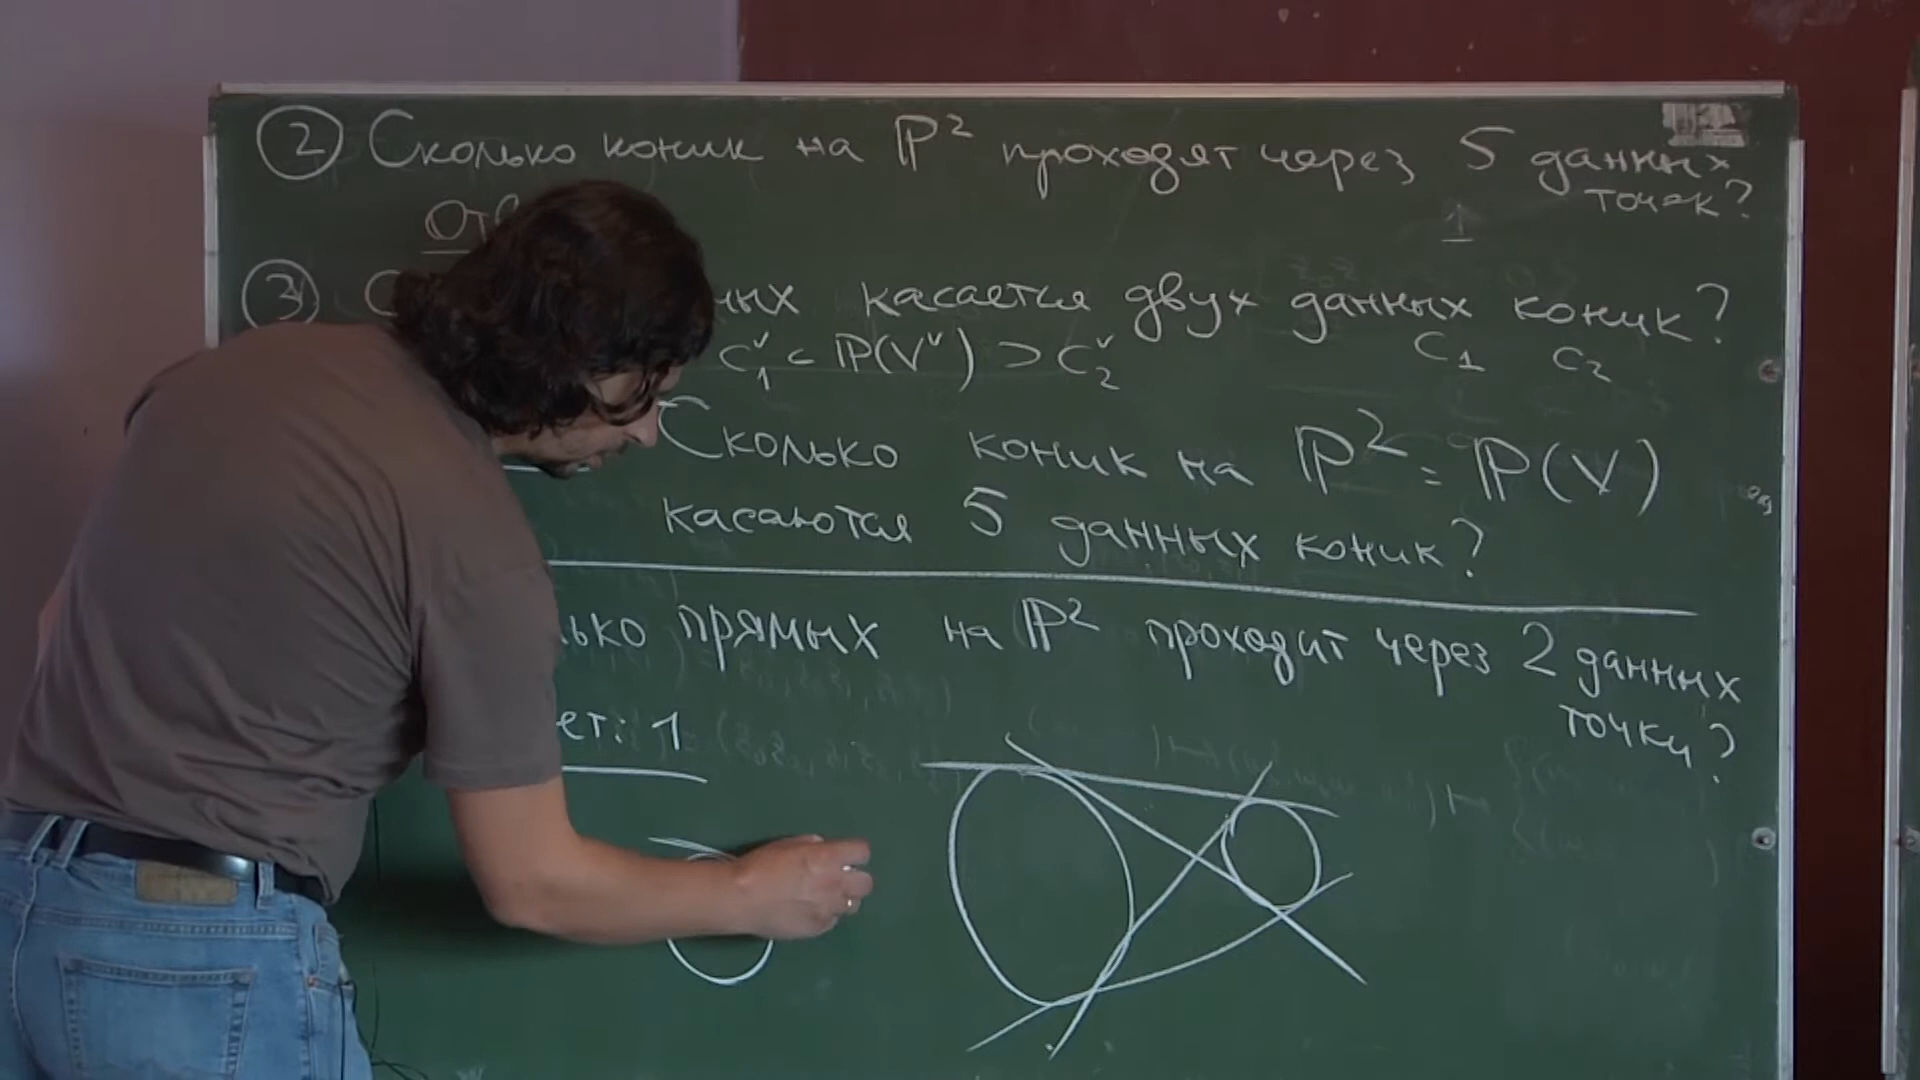 ② Сколько коник на ℙ² проходят через 5 данных
точек?
1
③ касается двух данных коник?
C₁ᵛ ⊂ ℙ(Vᵛ) ⊃ C₂ᵛ C₁ C₂
Сколько коник на ℙ² = ℙ(V)
касаются 5 данных коник?
на ℙ² проходит через 2 данных
прямых
точки?
1